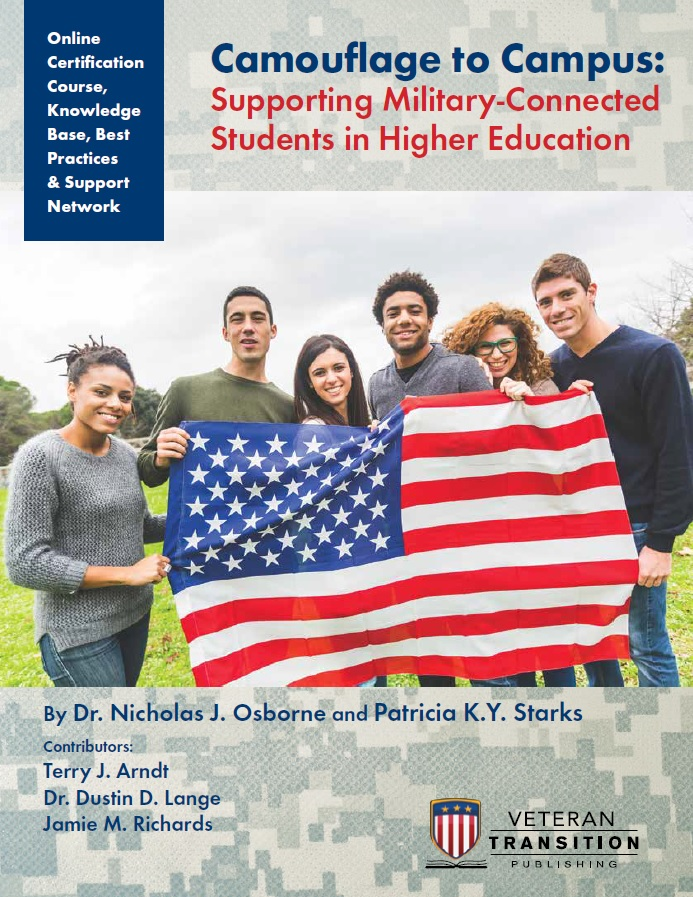 Online
Certification
Course,
Knowledge
Base, Best
Practices
& Support
Network
Camouflage to Campus:
Supporting Military-Connected
Students in Higher Education
By Dr. Nicholas J. Osborne and Patricia K.Y. Starks
Contributors:
Terry J. Arndt
Dr. Dustin D. Lange
Jamie M. Richards
VETERAN
TRANSITION
PUBLISHING